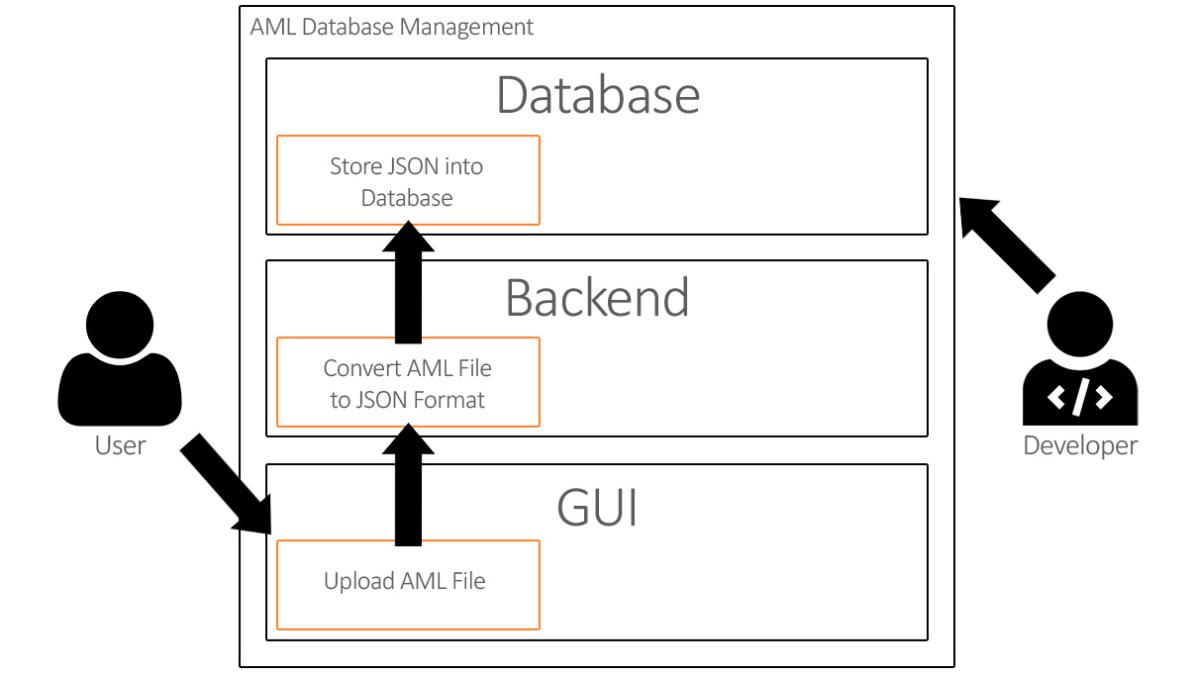 AML Database Management
Database
Store JSON into
Database
Backend
Convert AML File
to JSON Format
User
Developer
GUI
Upload AML File